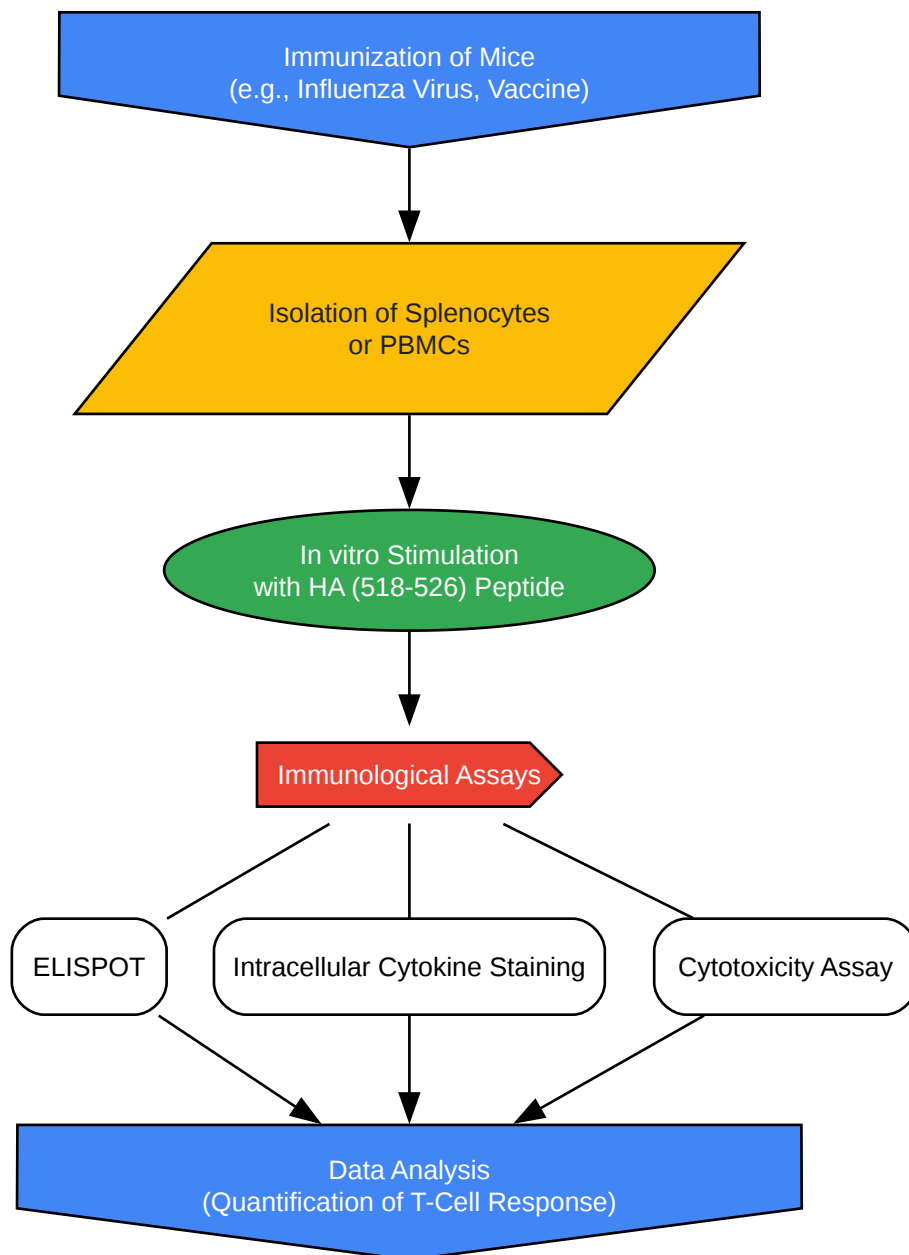 Immunization of Mice
(e.g., Influenza Virus, Vaccine)
Isolation of Splenocytes
or PBMCs
In vitro Stimulation
with HA (518-526) Peptide
Immunological Assays
ELISPOT
Intracellular Cytokine Staining
Cytotoxicity Assay
Data Analysis
(Quantification of T-Cell Response)